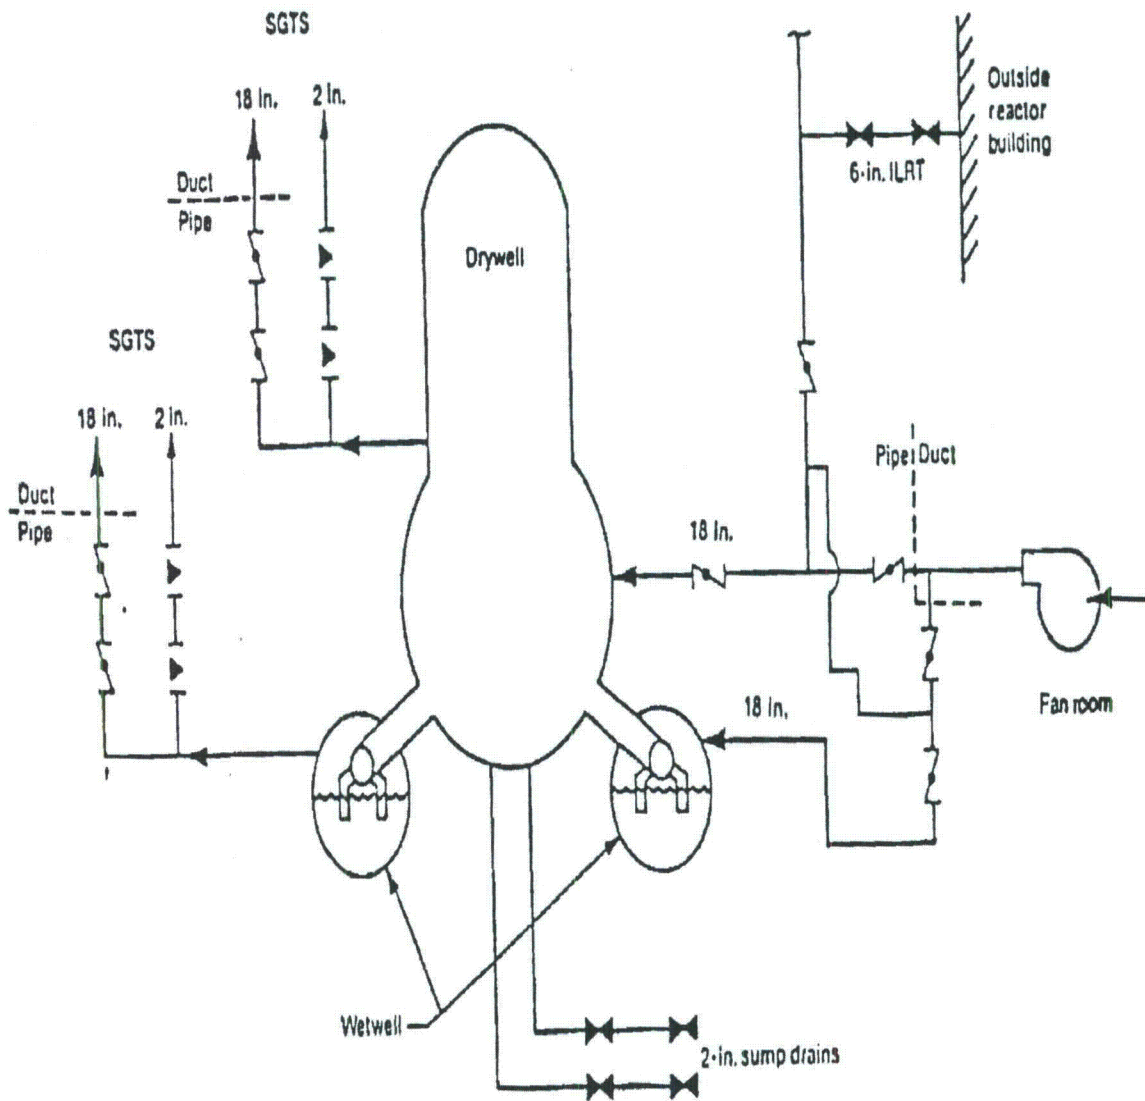 SGTS
18 in.
2 in.
Duct
Pipe
SGTS
18 in.
2 in.
Duct
Pipe
Drywell
Outside
reactor
building
6-in. ILRT
Pipe
Duct
18 in.
18 in.
Fan room
Wetwell
2-in. sump drains